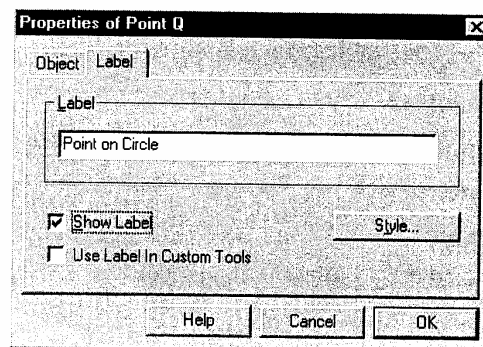 Properties of Point Q
Object Label
Label
Point on Circle
Show Label
Style...
Use Label In Custom Tools
Help Cancel OK